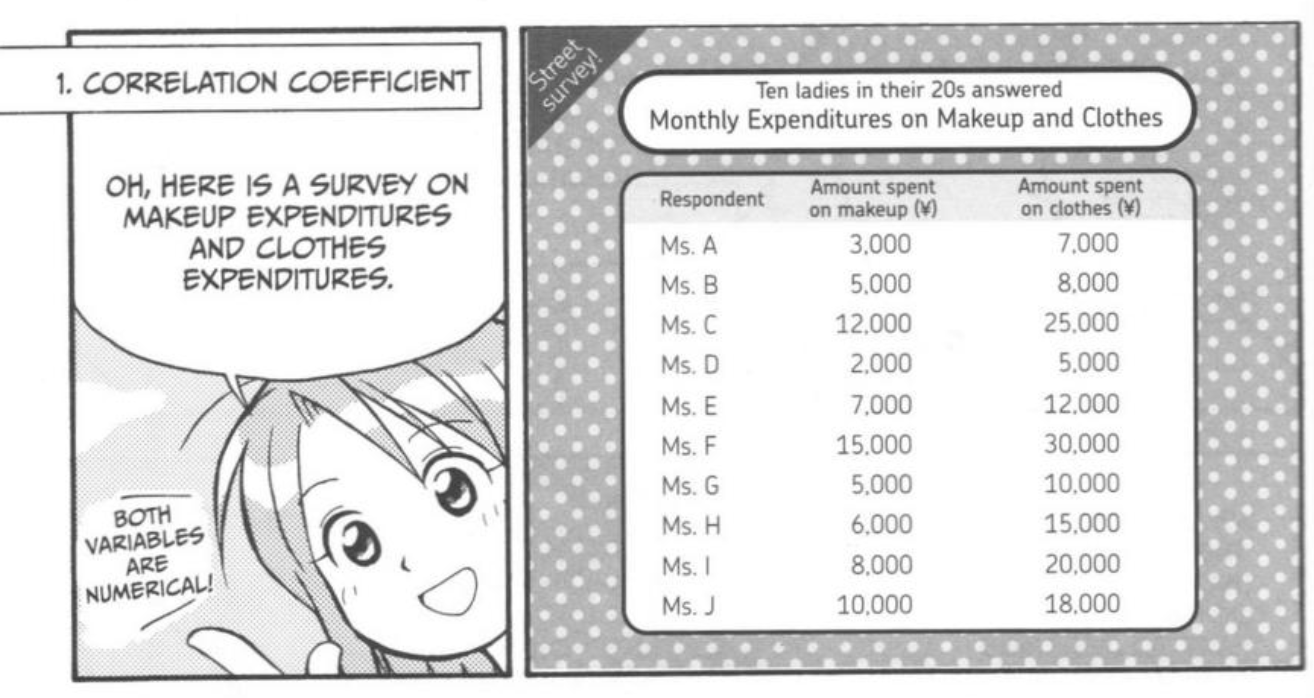 1. CORRELATION COEFFICIENT
OH, HERE IS A SURVEY ON
MAKEUP EXPENDITURES
AND CLOTHES
EXPENDITURES.
BOTH
VARIABLES
ARE
NUMERICAL!
Street
survey!
Ten ladies in their 20s answered
Monthly Expenditures on Makeup and Clothes
Respondent Amount spent on makeup (¥) Amount spent on clothes (¥)
Ms. A 3,000 7,000
Ms. B 5,000 8,000
Ms. C 12,000 25,000
Ms. D 2,000 5,000
Ms. E 7,000 12,000
Ms. F 15,000 30,000
Ms. G 5,000 10,000
Ms. H 6,000 15,000
Ms. I 8,000 20,000
Ms. J 10,000 18,000